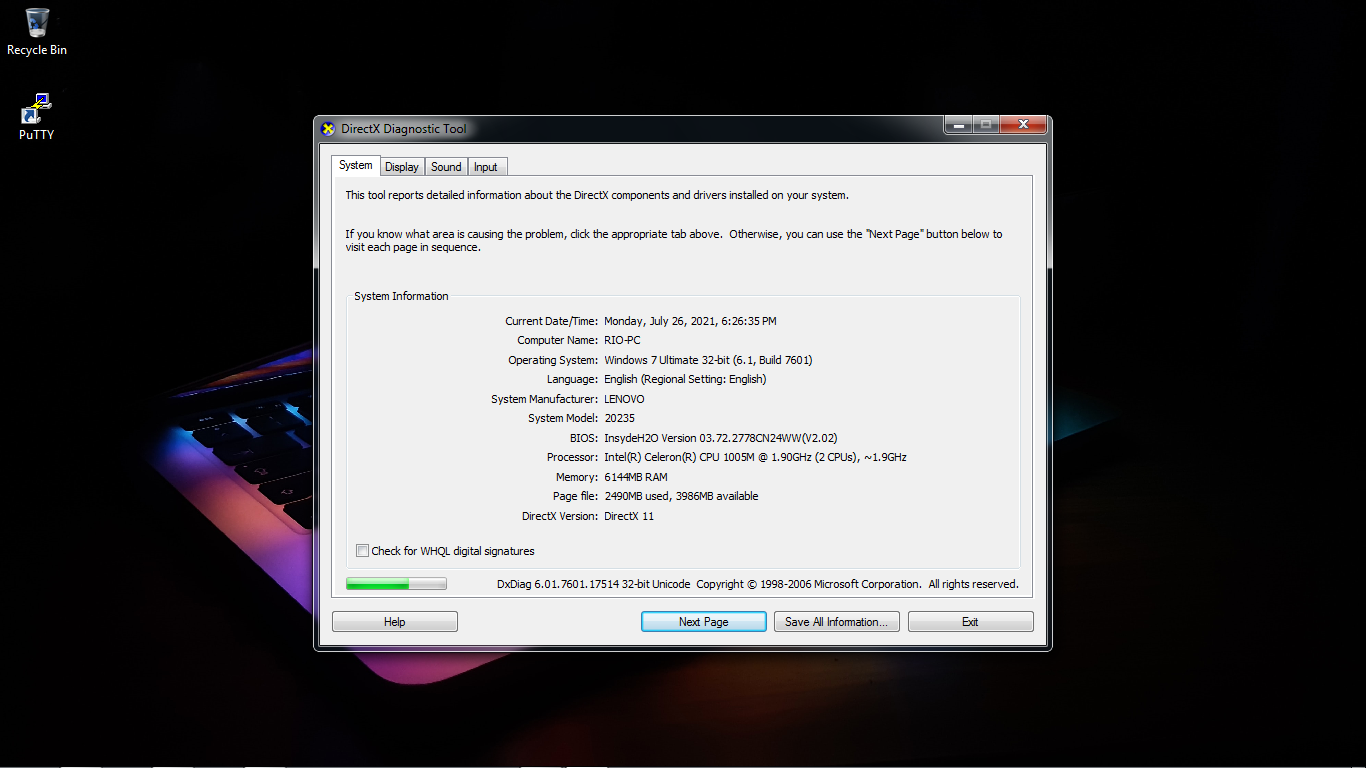 Recycle Bin
PuTTY
DirectX Diagnostic Tool
System Display Sound Input
This tool reports detailed information about the DirectX components and drivers installed on your system.
If you know what area is causing the problem, click the appropriate tab above.  Otherwise, you can use the "Next Page" button below to
visit each page in sequence.
System Information
Current Date/Time: Monday, July 26, 2021, 6:26:35 PM
Computer Name: RIO-PC
Operating System: Windows 7 Ultimate 32-bit (6.1, Build 7601)
Language: English (Regional Setting: English)
System Manufacturer: LENOVO
System Model: 20235
BIOS: InsydeH2O Version 03.72.2778CN24WW(V2.02)
Processor: Intel(R) Celeron(R) CPU 1005M @ 1.90GHz (2 CPUs), ~1.9GHz
Memory: 6144MB RAM
Page file: 2490MB used, 3986MB available
DirectX Version: DirectX 11
Check for WHQL digital signatures
DxDiag 6.01.7601.17514 32-bit Unicode  Copyright © 1998-2006 Microsoft Corporation.  All rights reserved.
Help Next Page Save All Information... Exit